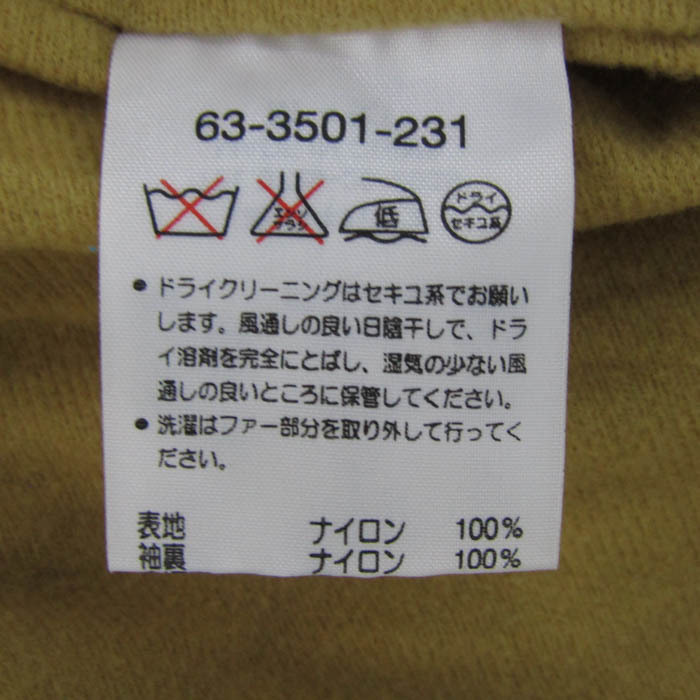 63-3501-231
エンソ サラシ 低 ドライ セキユ系
• ドライクリーニングはセキユ系でお願い
します。風通しの良い日陰干しで、ドラ
イ溶剤を完全にとばし、湿気の少ない風
通しの良いところに保管してください。
• 洗濯はファー部分を取り外して行ってく
ださい。
表地 ナイロン 100%
袖裏 ナイロン 100%